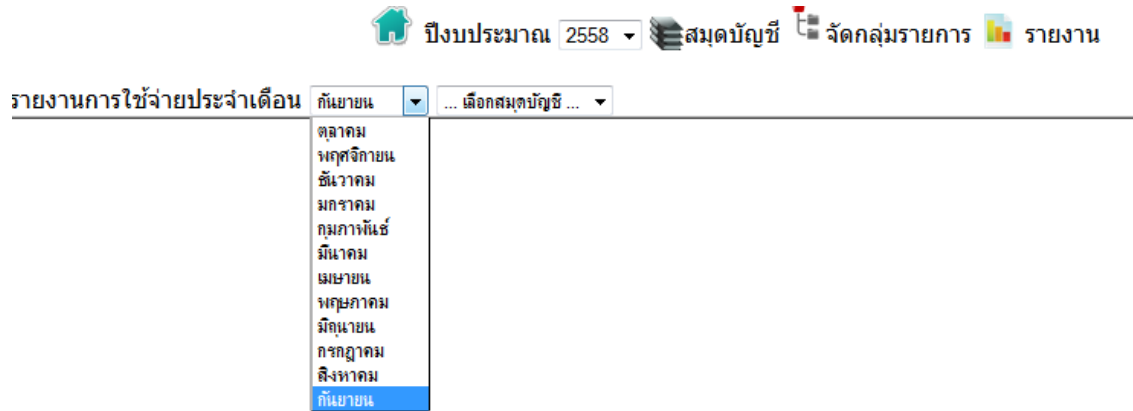 ปีงบประมาณ 2558 สมุดบัญชี จัดกลุ่มรายการ รายงาน
รายงานการใช้จ่ายประจำเดือน กันยายน ... เลือกสมุดบัญชี ...
ตุลาคม
พฤศจิกายน
ธันวาคม
มกราคม
กุมภาพันธ์
มีนาคม
เมษายน
พฤษภาคม
มิถุนายน
กรกฎาคม
สิงหาคม
กันยายน